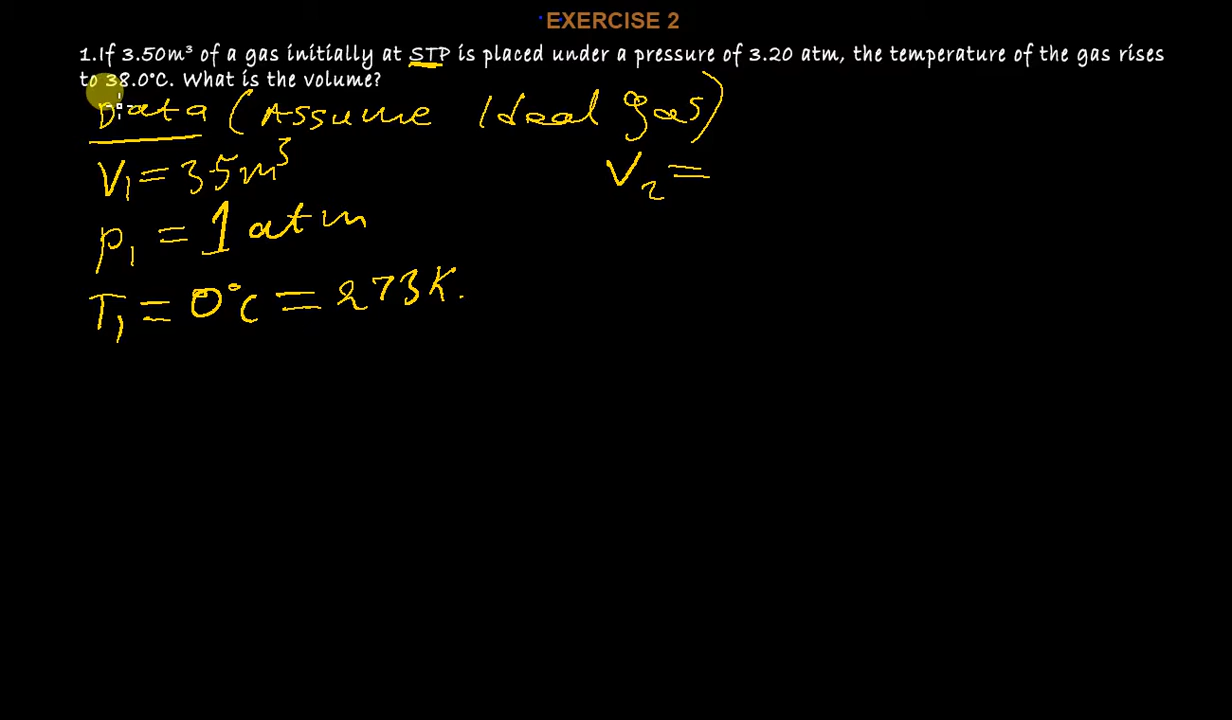 EXERCISE 2
1.If 3.50m³ of a gas initially at STP is placed under a pressure of 3.20 atm, the temperature of the gas rises
to 38.0°C. What is the volume?
Data (Assume Ideal gas)
V₁ = 3.5m³ V₂ =
P₁ = 1 atm
T₁ = 0°C = 273K.